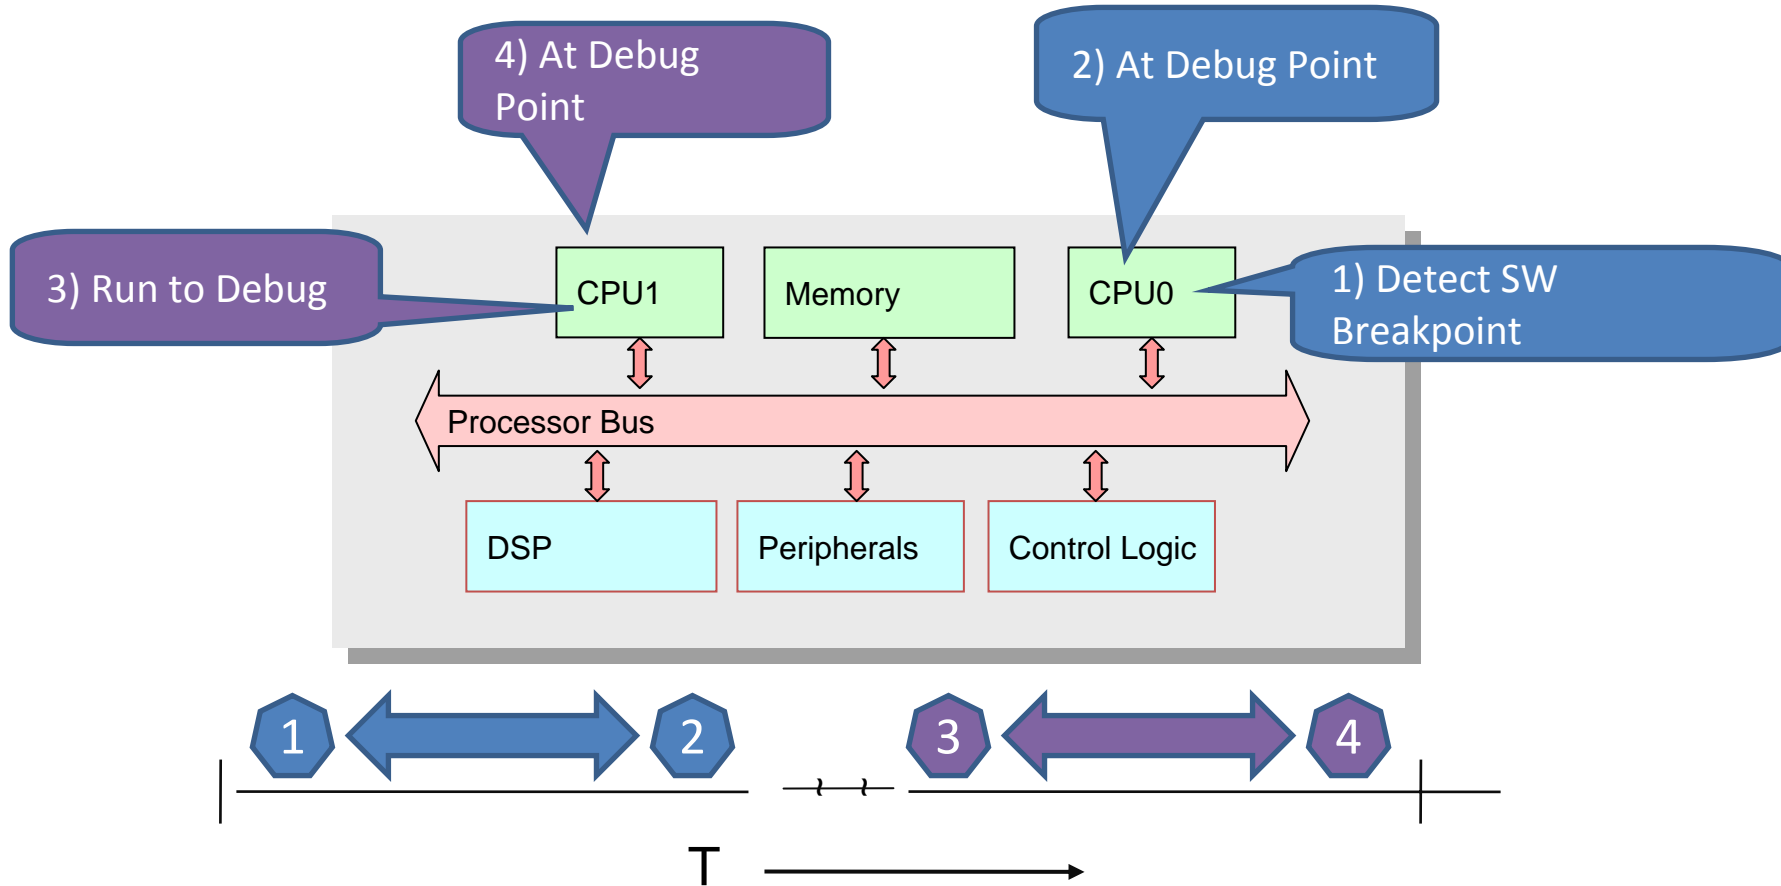 4) At Debug
Point
2) At Debug Point
3) Run to Debug
1) Detect SW
Breakpoint
CPU1
Memory
CPU0
Processor Bus
DSP
Peripherals
Control Logic
1
2
3
4
T